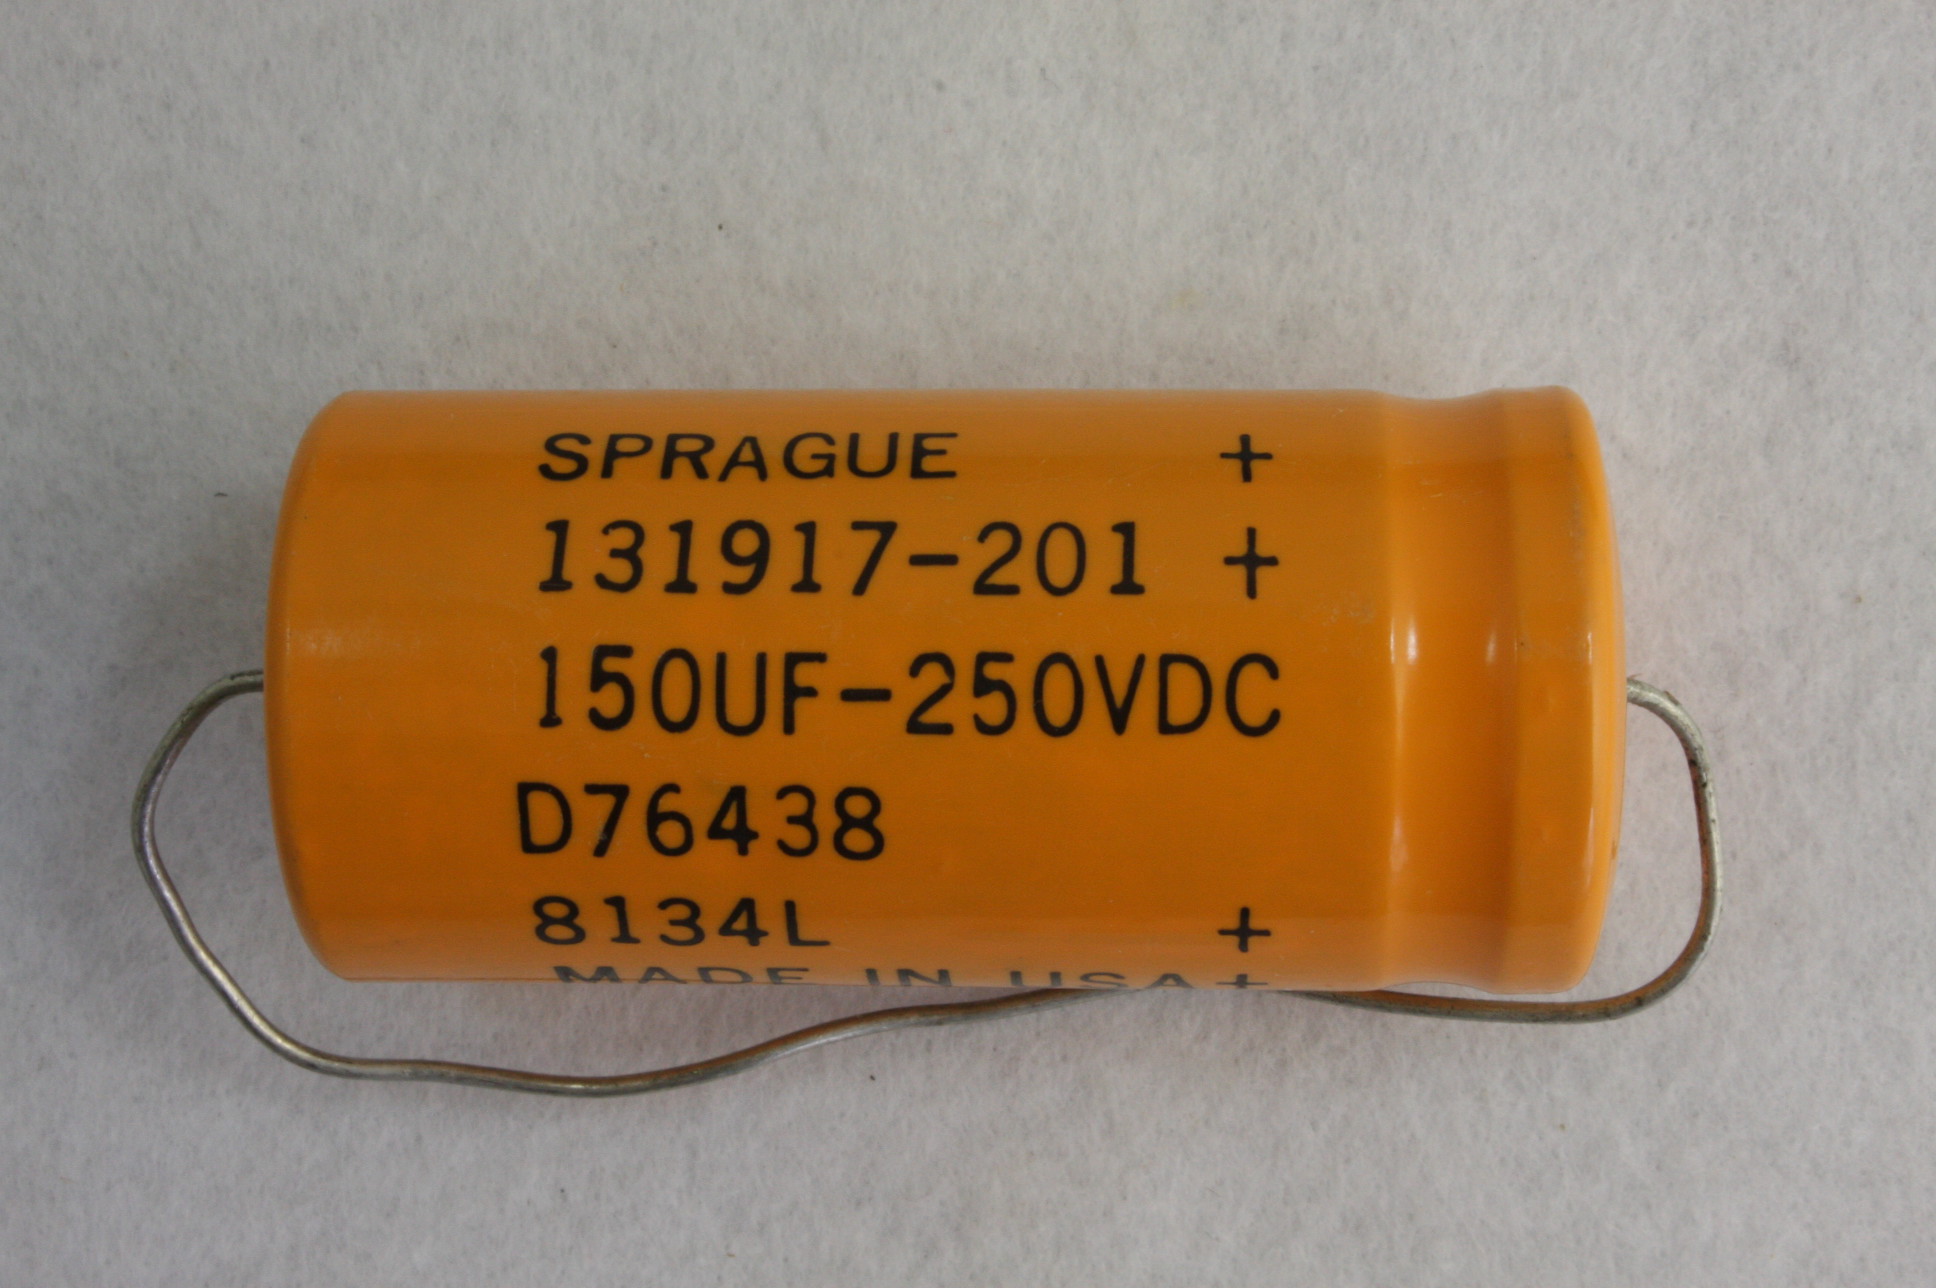 SPRAGUE +
131917-201 +
150UF-250VDC
D76438
8134L +
MADE IN USA+